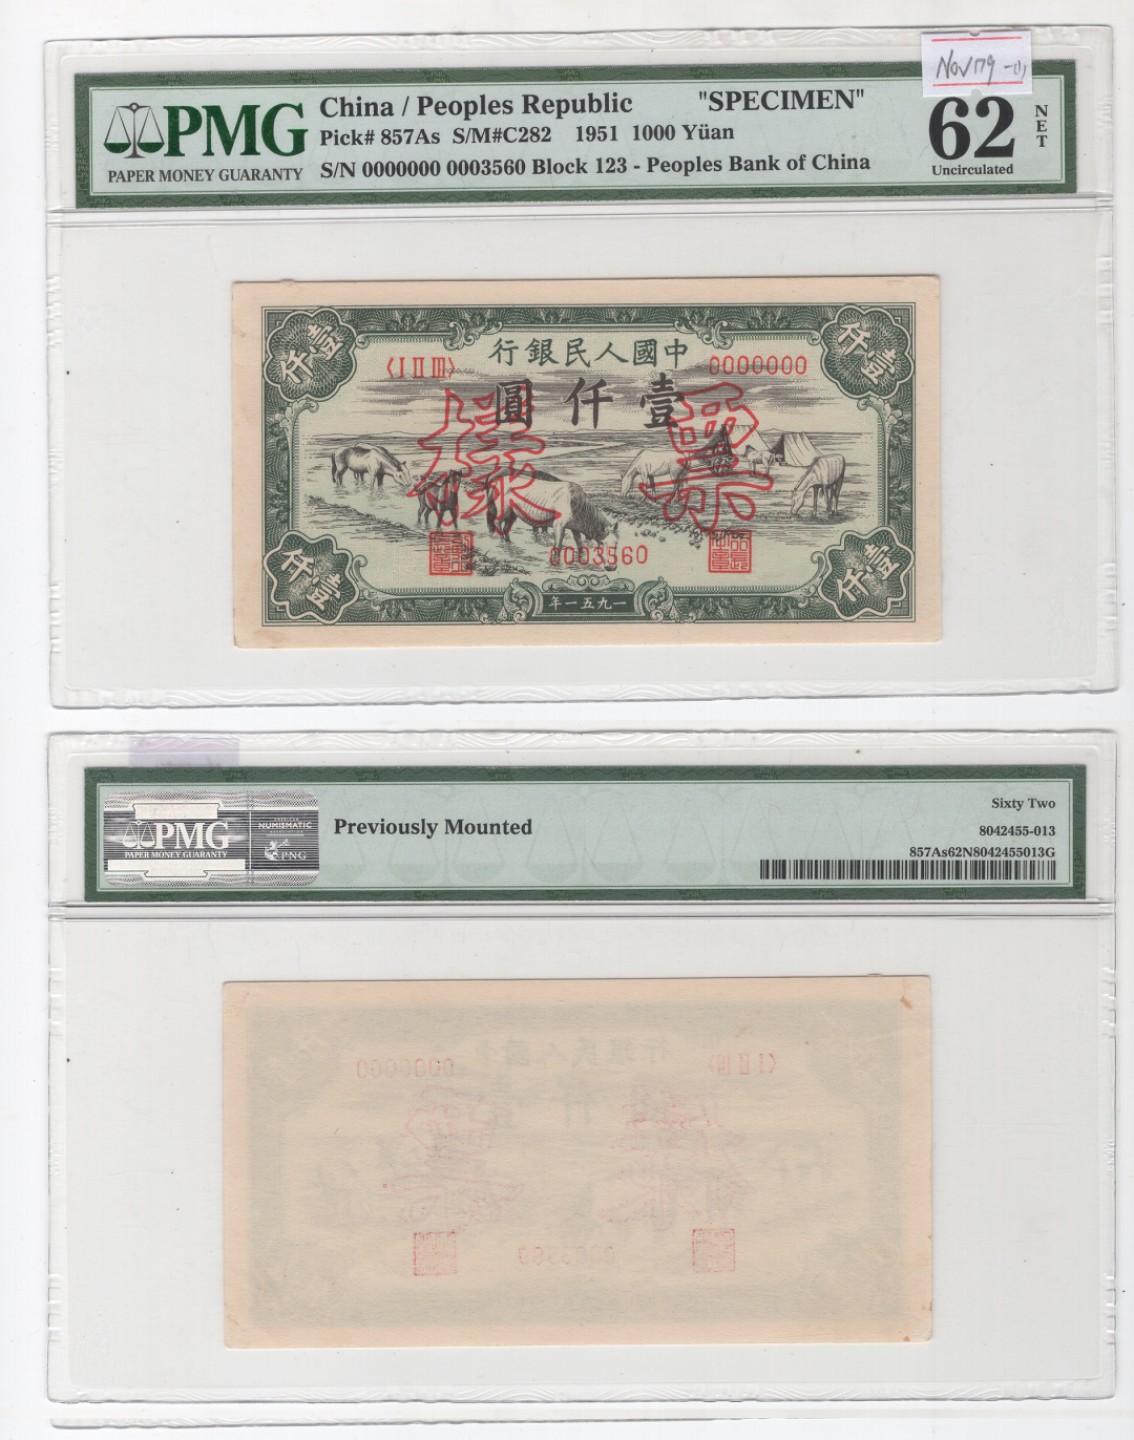 Nov179-01
PMG
PAPER MONEY GUARANTY
China / Peoples Republic "SPECIMEN"
Pick# 857As S/M#C282 1951 1000 Yüan
S/N 0000000 0003560 Block 123 - Peoples Bank of China
62
NET
Uncirculated
行銀民人國中
〈I II III〉
0000000
圓仟壹
仟壹
仟壹
樣票
0003560
仟壹
仟壹
年一五九一
PMG
PAPER MONEY GUARANTY
NUMISMATIC
PNG
Previously Mounted
Sixty Two
8042455-013
857As62N8042455013G